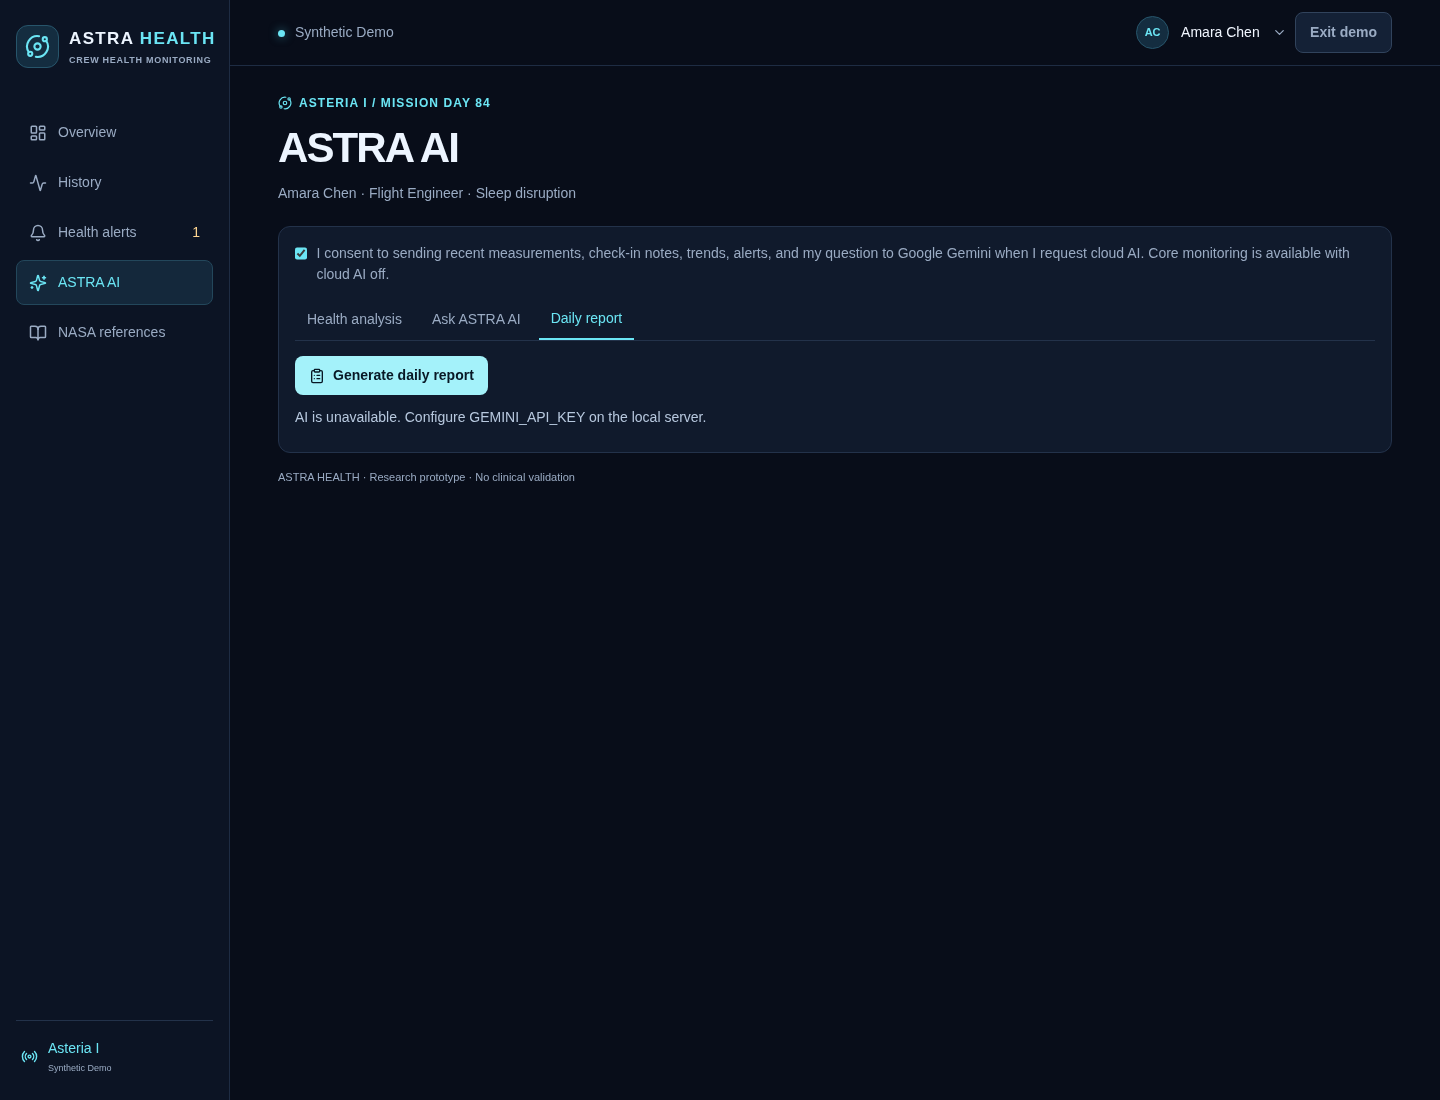 ASTRA HEALTH
CREW HEALTH MONITORING
Overview
History
Health alerts 1
ASTRA AI
NASA references
Asteria I
Synthetic Demo
Synthetic Demo
AC Amara Chen Exit demo
ASTERIA I / MISSION DAY 84
ASTRA AI
Amara Chen · Flight Engineer · Sleep disruption
I consent to sending recent measurements, check-in notes, trends, alerts, and my question to Google Gemini when I request cloud AI. Core monitoring is available with
cloud AI off.
Health analysis Ask ASTRA AI Daily report
Generate daily report
AI is unavailable. Configure GEMINI_API_KEY on the local server.
ASTRA HEALTH · Research prototype · No clinical validation